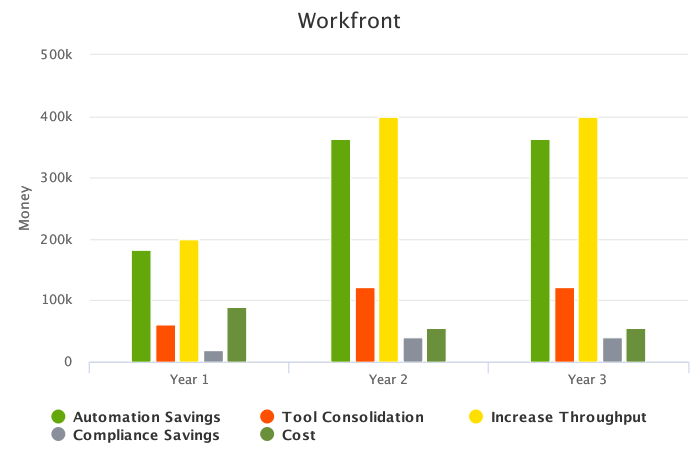 Workfront
500k
400k
300k
200k
100k
0
Money
Year 1 Year 2 Year 3
Automation Savings Tool Consolidation Increase Throughput
Compliance Savings Cost